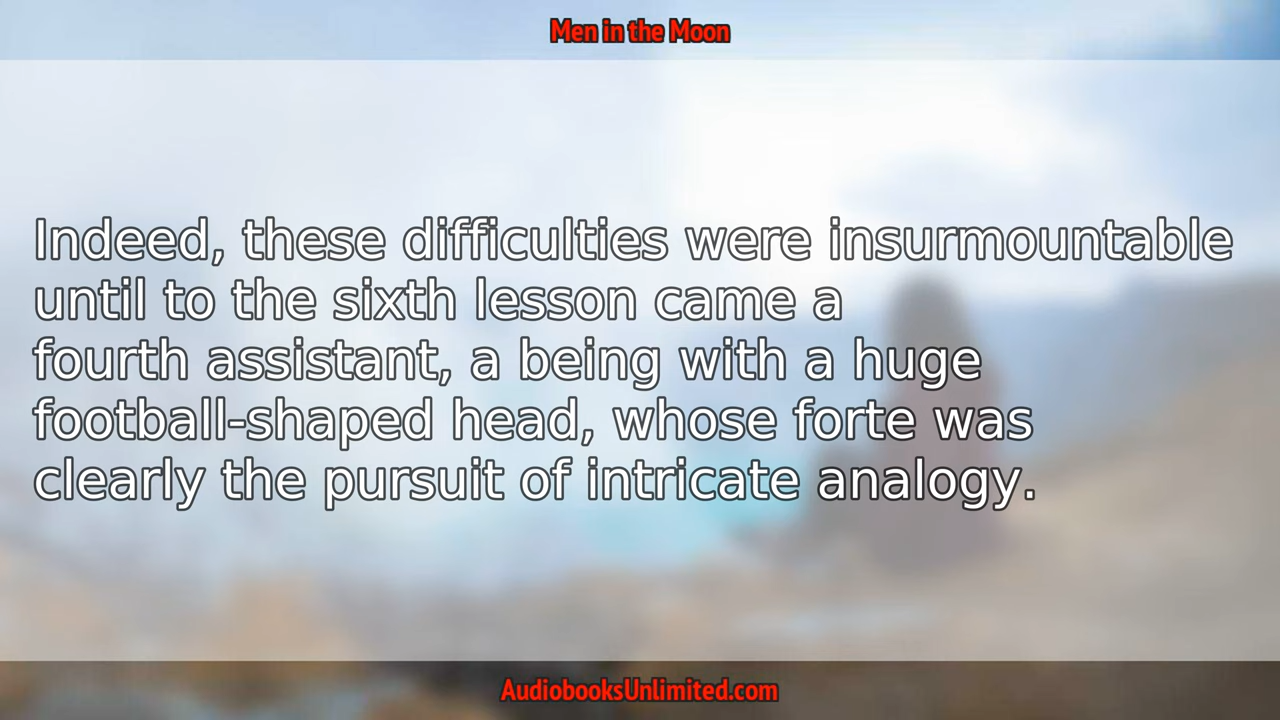 Men in the Moon
Indeed, these difficulties were insurmountable
until to the sixth lesson came a
fourth assistant, a being with a huge
football-shaped head, whose forte was
clearly the pursuit of intricate analogy.
AudiobooksUnlimited.com